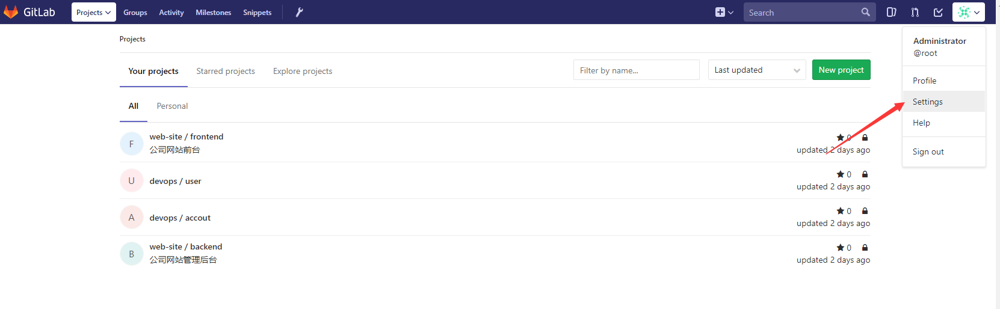 GitLab Projects Groups Activity Milestones Snippets Search
Projects
Administrator
@root
Your projects Starred projects Explore projects Filter by name... Last updated New project
Profile
All Personal
Settings
Help
Sign out
F web-site / frontend 0
公司网站前台 updated 2 days ago
U devops / user 0
updated 2 days ago
A devops / accout 0
updated 2 days ago
B web-site / backend 0
公司网站管理后台 updated 2 days ago